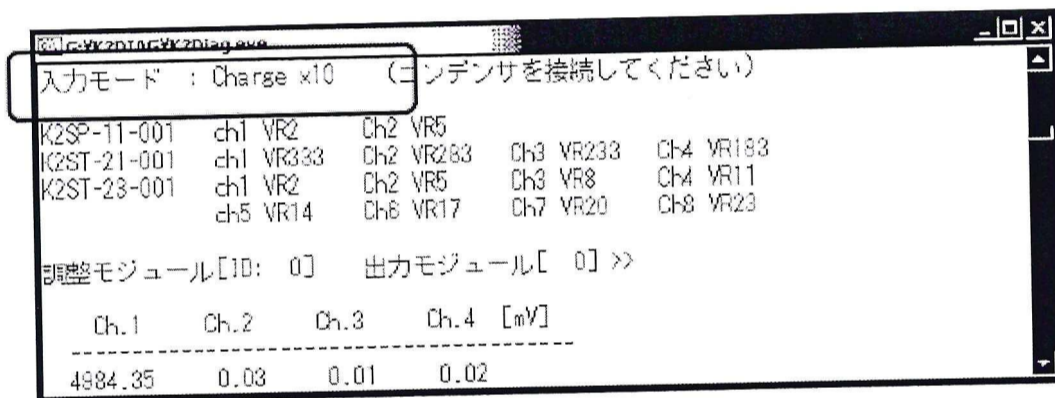 G:¥K2DIAG¥K2Diag.exe
入力モード : Charge x10 (コンデンサを接続してください)
K2SP-11-001 ch1 VR2 Ch2 VR5
K2ST-21-001 ch1 VR333 Ch2 VR283 Ch3 VR233 Ch4 VR183
K2ST-23-001 ch1 VR2 Ch2 VR5 Ch3 VR8 Ch4 VR11
ch5 VR14 Ch6 VR17 Ch7 VR20 Ch8 VR23
調整モジュール[ID: 0] 出力モジュール[ 0] >>
Ch.1 Ch.2 Ch.3 Ch.4 [mV]
4984.35 0.03 0.01 0.02